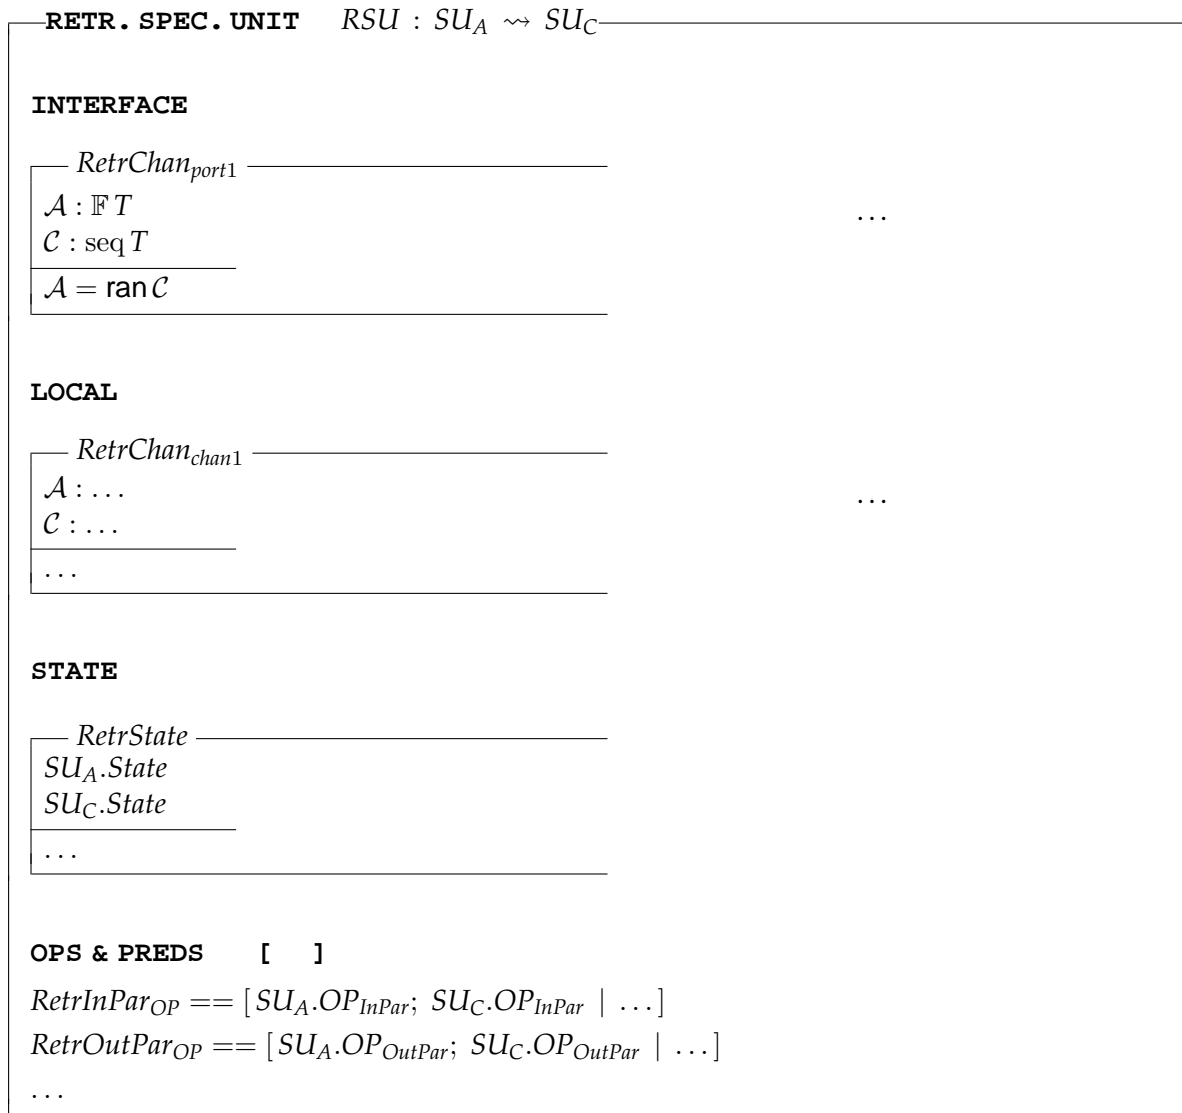 RETR.SPEC.UNIT RSU : SU_A ⇝ SU_C
INTERFACE
RetrChan_port1
𝒜 : 𝔽 T
...
𝒞 : seq T
𝒜 = ran 𝒞
LOCAL
RetrChan_chan1
𝒜 : ...
...
𝒞 : ...
...
STATE
RetrState
SU_A.State
SU_C.State
...
OPS & PREDS [ ]
RetrInPar_OP == [ SU_A.OP_InPar; SU_C.OP_InPar | ...]
RetrOutPar_OP == [ SU_A.OP_OutPar; SU_C.OP_OutPar | ...]
...